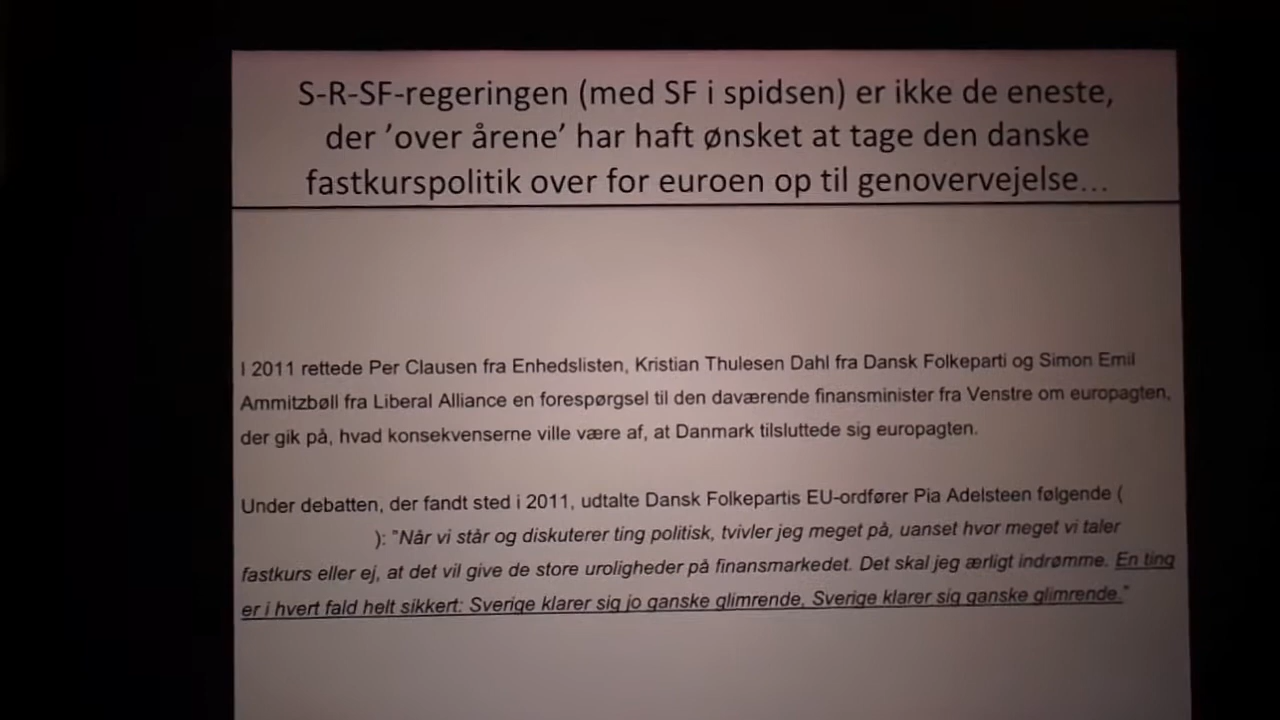 S-R-SF-regeringen (med SF i spidsen) er ikke de eneste,
der ’over årene’ har haft ønsket at tage den danske
fastkurspolitik over for euroen op til genovervejelse…
I 2011 rettede Per Clausen fra Enhedslisten, Kristian Thulesen Dahl fra Dansk Folkeparti og Simon Emil
Ammitzbøll fra Liberal Alliance en forespørgsel til den daværende finansminister fra Venstre om europagten,
der gik på, hvad konsekvenserne ville være af, at Danmark tilsluttede sig europagten.
Under debatten, der fandt sted i 2011, udtalte Dansk Folkepartis EU-ordfører Pia Adelsteen følgende (
): "Når vi står og diskuterer ting politisk, tvivler jeg meget på, uanset hvor meget vi taler
fastkurs eller ej, at det vil give de store uroligheder på finansmarkedet. Det skal jeg ærligt indrømme. En ting
er i hvert fald helt sikkert: Sverige klarer sig jo ganske glimrende. Sverige klarer sig ganske glimrende."